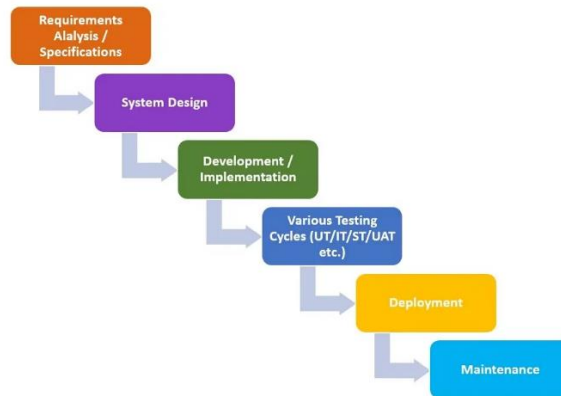 Requirements
Alalysis /
Specifications
System Design
Development /
Implementation
Various Testing
Cycles (UT/IT/ST/UAT
etc.)
Deployment
Maintenance